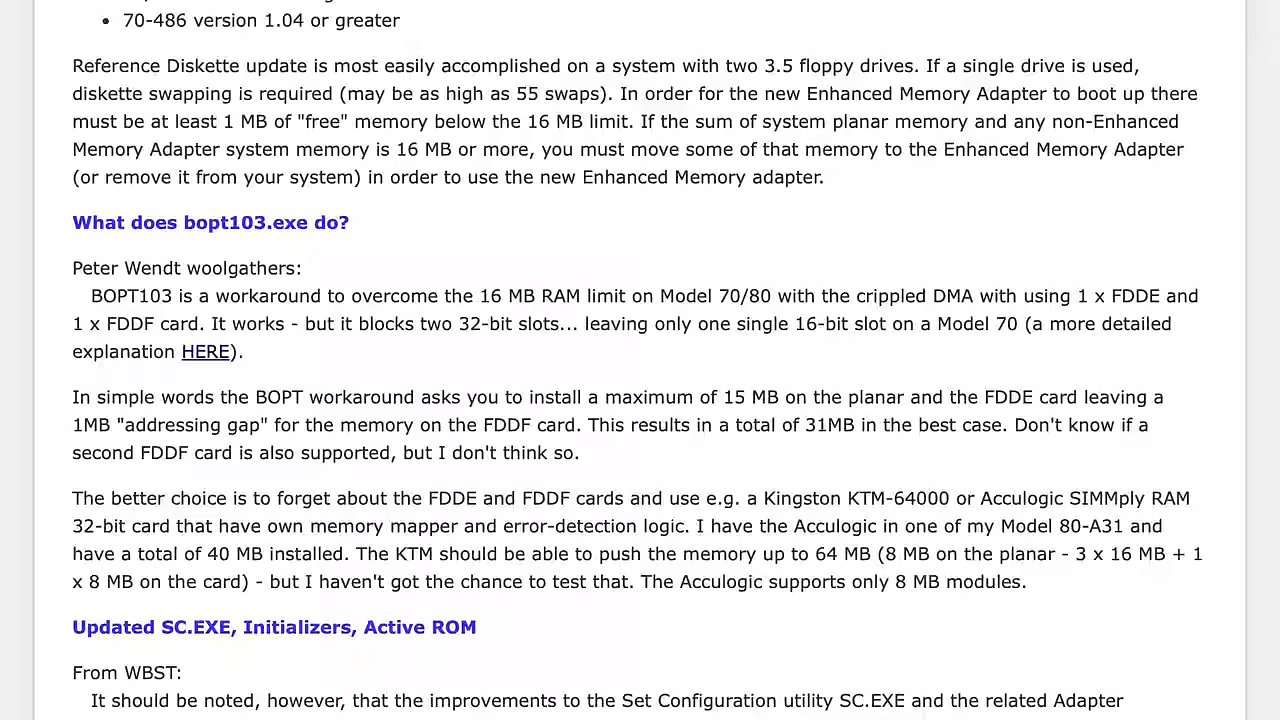 70-486 version 1.04 or greater
Reference Diskette update is most easily accomplished on a system with two 3.5 floppy drives. If a single drive is used,
diskette swapping is required (may be as high as 55 swaps). In order for the new Enhanced Memory Adapter to boot up there
must be at least 1 MB of "free" memory below the 16 MB limit. If the sum of system planar memory and any non-Enhanced
Memory Adapter system memory is 16 MB or more, you must move some of that memory to the Enhanced Memory Adapter
(or remove it from your system) in order to use the new Enhanced Memory adapter.
What does bopt103.exe do?
Peter Wendt woolgathers:
BOPT103 is a workaround to overcome the 16 MB RAM limit on Model 70/80 with the crippled DMA with using 1 x FDDE and
1 x FDDF card. It works - but it blocks two 32-bit slots... leaving only one single 16-bit slot on a Model 70 (a more detailed
explanation HERE).
In simple words the BOPT workaround asks you to install a maximum of 15 MB on the planar and the FDDE card leaving a
1MB "addressing gap" for the memory on the FDDF card. This results in a total of 31MB in the best case. Don't know if a
second FDDF card is also supported, but I don't think so.
The better choice is to forget about the FDDE and FDDF cards and use e.g. a Kingston KTM-64000 or Acculogic SIMMply RAM
32-bit card that have own memory mapper and error-detection logic. I have the Acculogic in one of my Model 80-A31 and
have a total of 40 MB installed. The KTM should be able to push the memory up to 64 MB (8 MB on the planar - 3 x 16 MB + 1
x 8 MB on the card) - but I haven't got the chance to test that. The Acculogic supports only 8 MB modules.
Updated SC.EXE, Initializers, Active ROM
From WBST:
It should be noted, however, that the improvements to the Set Configuration utility SC.EXE and the related Adapter